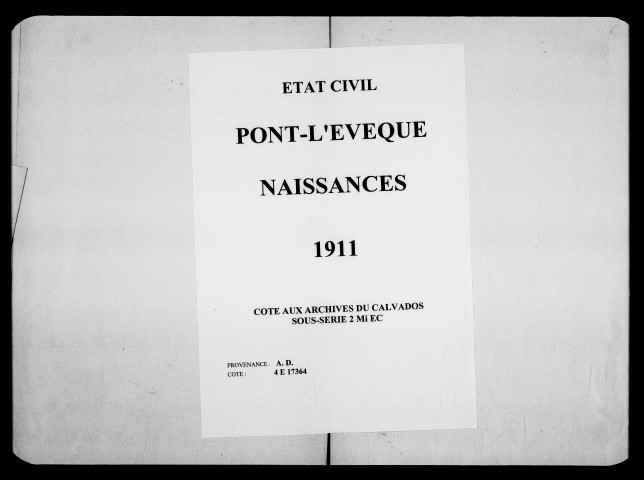 ETAT CIVIL
PONT-L'EVEQUE
NAISSANCES
1911
COTE AUX ARCHIVES DU CALVADOS
SOUS-SERIE 2 Mi EC
PROVENANCE : A. D.
COTE : 4 E 17364